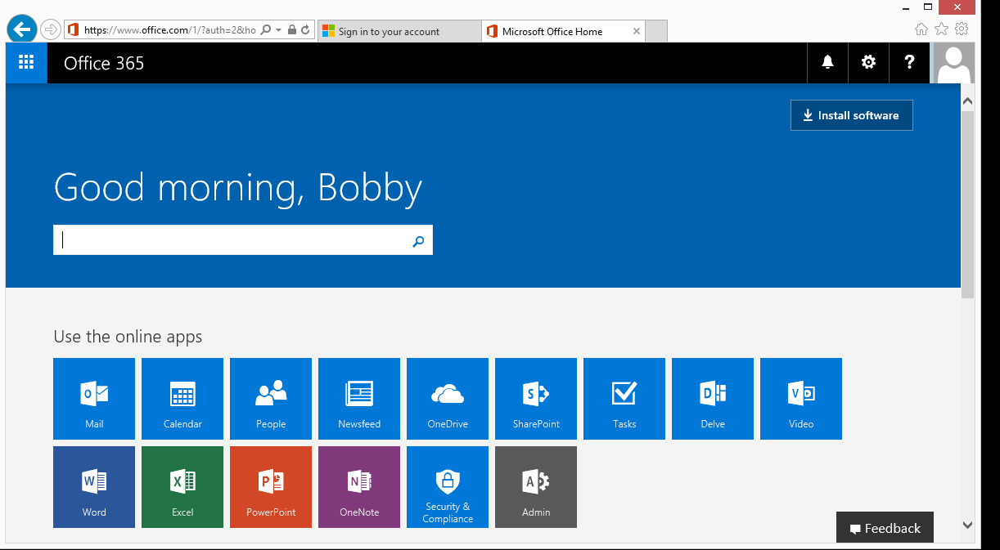 https://www.office.com/1/?auth=2&ho
Sign in to your account
Microsoft Office Home
Office 365
?
Install software
Good morning, Bobby
Use the online apps
Mail
Calendar
People
Newsfeed
OneDrive
SharePoint
Tasks
Delve
Video
Word
Excel
PowerPoint
OneNote
Security &
Compliance
Admin
Feedback